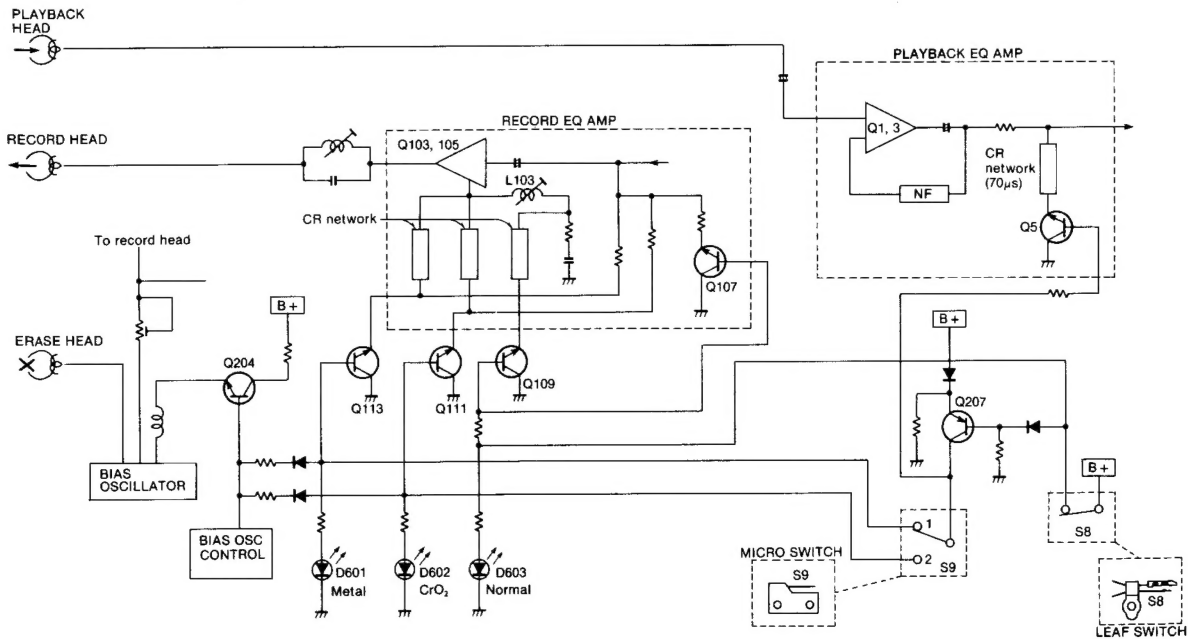 PLAYBACK
HEAD
PLAYBACK EQ AMP
Q1, 3
NF
CR
network
(70μs)
Q5
RECORD HEAD
RECORD EQ AMP
Q103, 105
L103
CR network
Q107
To record head
B+
ERASE HEAD
Q204
Q113
Q111
Q109
B+
Q207
BIAS
OSCILLATOR
BIAS OSC
CONTROL
D601
Metal
D602
CrO₂
D603
Normal
1
2
S9
MICRO SWITCH
S9
B+
S8
S8
LEAF SWITCH